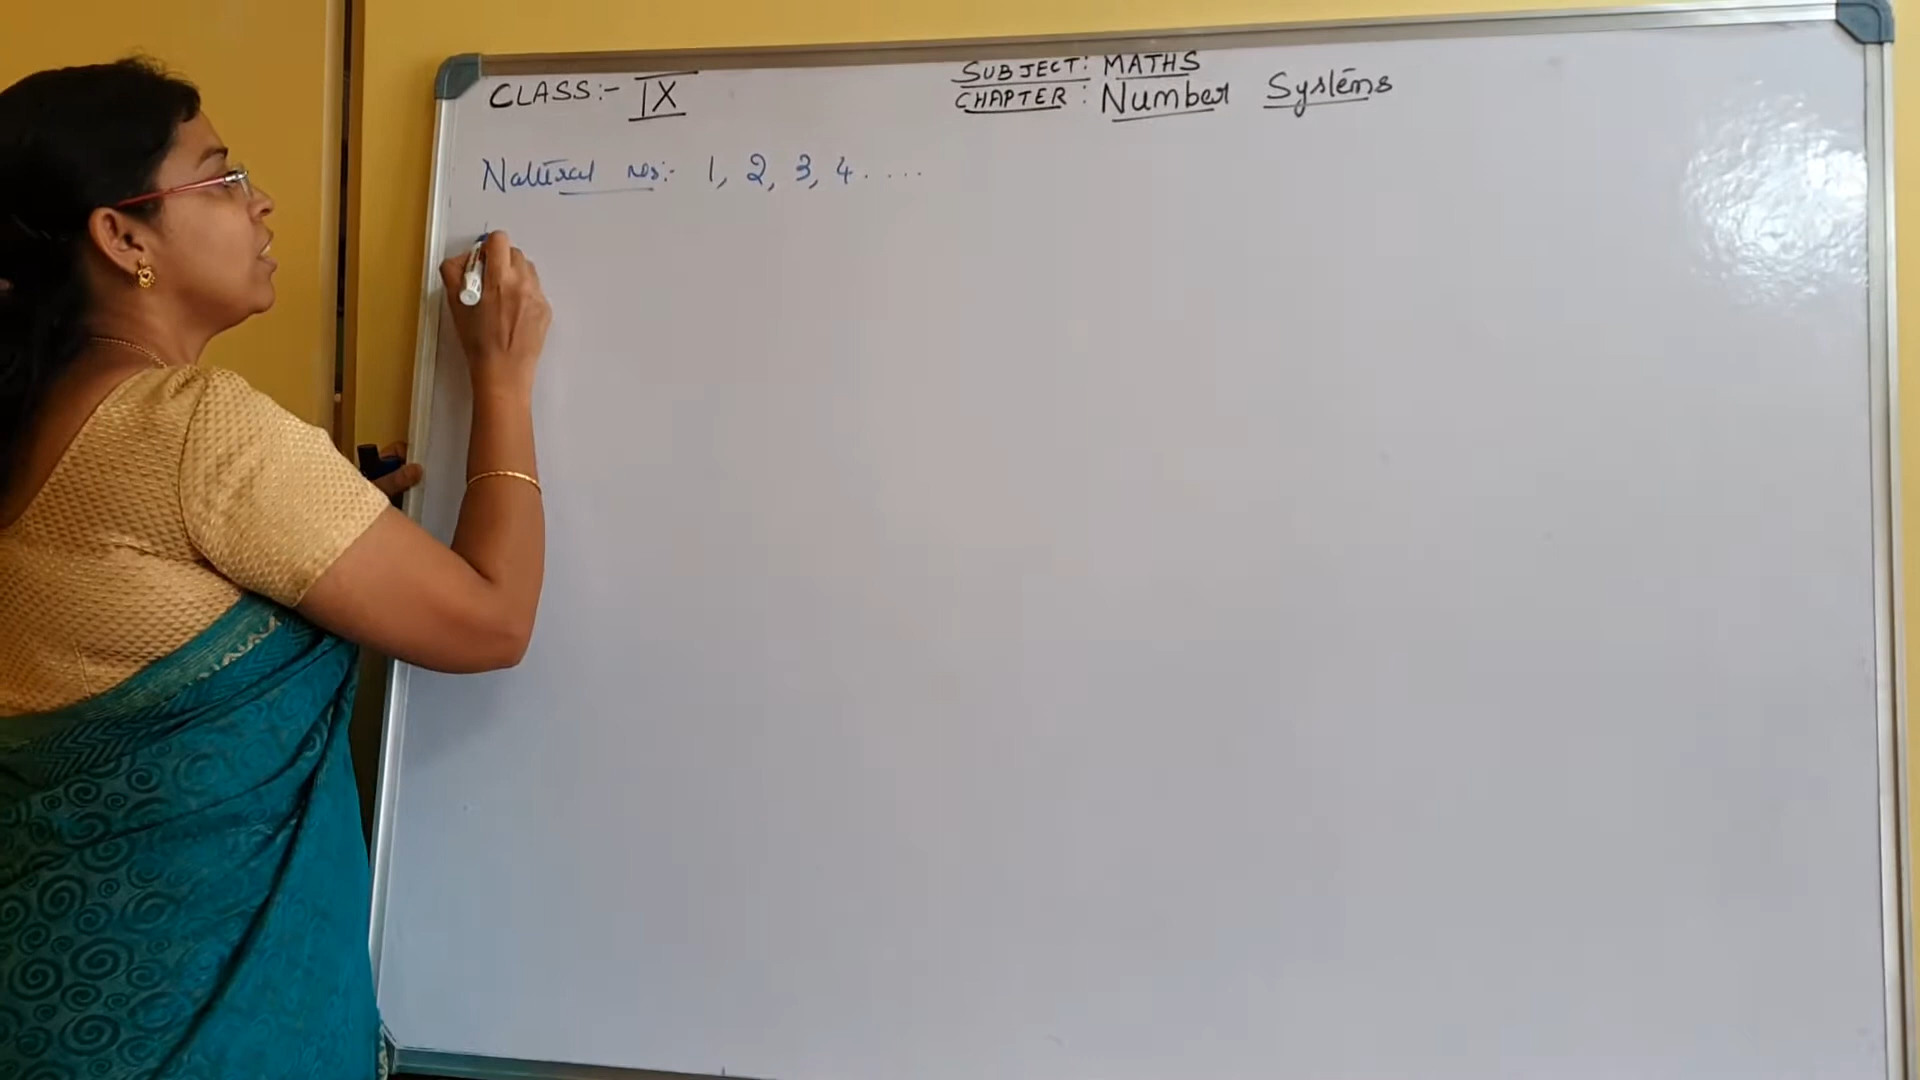 CLASS:- IX
SUBJECT: MATHS
CHAPTER: Number Systems
Natural nos:- 1, 2, 3, 4 . . . .